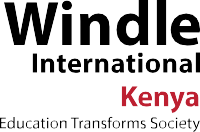 Windle
International
Kenya
Education Transforms Society